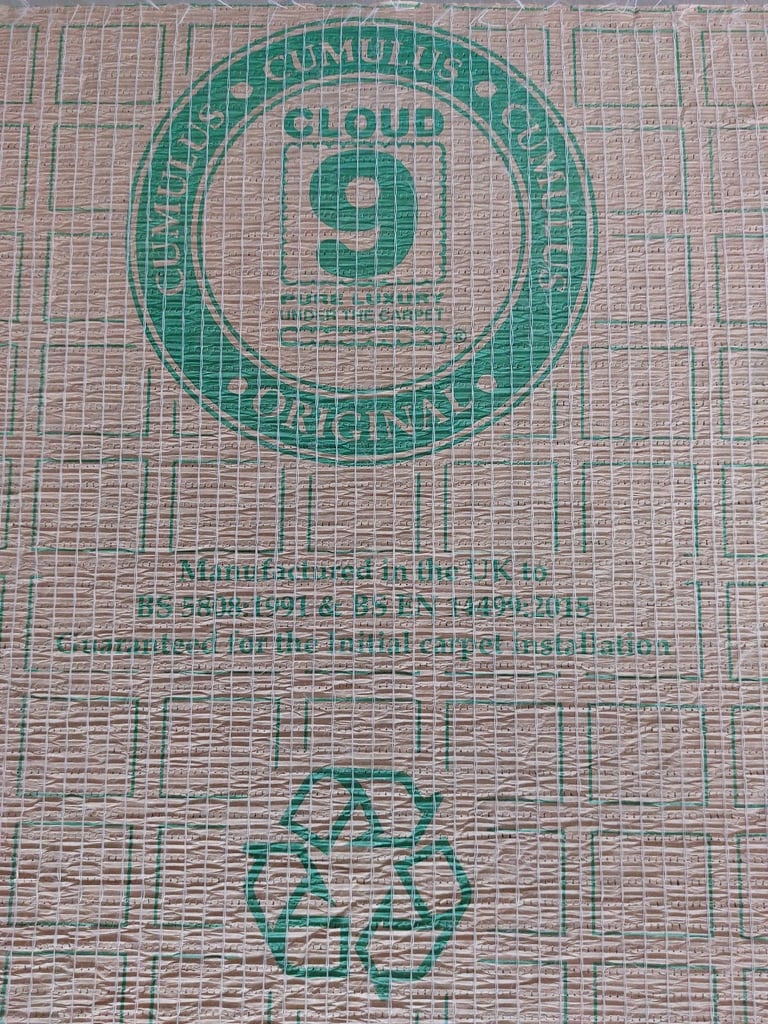 CUMULUS • CUMULUS • CUMULUS
CLOUD
9
PURE LUXURY
UNDER THE CARPET
®
• ORIGINAL •
Manufactured in the UK to
BS 5808:1991 & BS EN 14499:2015
Guaranteed for the initial carpet installation